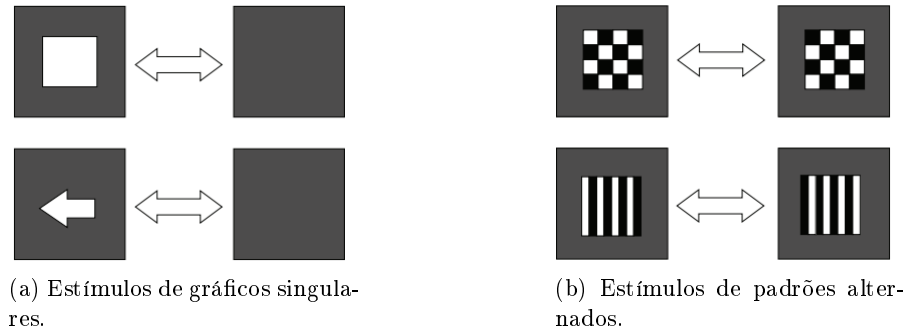 (a) Estímulos de gráficos singula-
res.
(b) Estímulos de padrões alter-
nados.